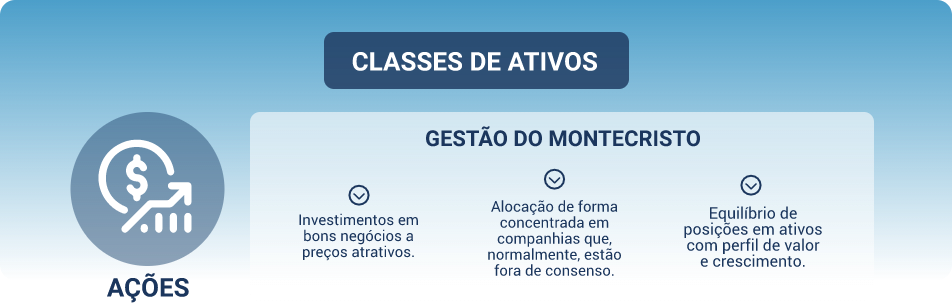 CLASSES DE ATIVOS
GESTÃO DO MONTECRISTO
Investimentos em
bons negócios a
preços atrativos.
Alocação de forma
concentrada em
companhias que,
normalmente, estão
fora de consenso.
Equilíbrio de
posições em ativos
com perfil de valor
e crescimento.
$
AÇÕES